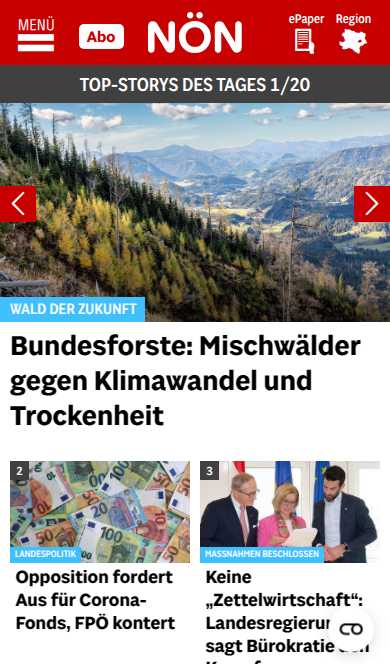 MENÜ
Abo
NÖN
ePaper
Region
TOP-STORYS DES TAGES 1/20
WALD DER ZUKUNFT
Bundesforste: Mischwälder
gegen Klimawandel und
Trockenheit
2
LANDESPOLITIK
Opposition fordert
Aus für Corona-
Fonds, FPÖ kontert
3
MASSNAHMEN BESCHLOSSEN
Keine
„Zettelwirtschaft“:
Landesregierung
sagt Bürokratie den